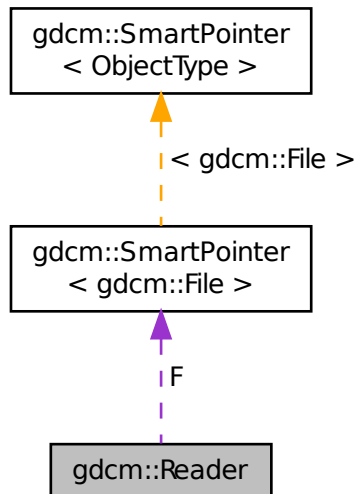 gdcm::SmartPointer
< ObjectType >
< gdcm::File >
gdcm::SmartPointer
< gdcm::File >
F
gdcm::Reader